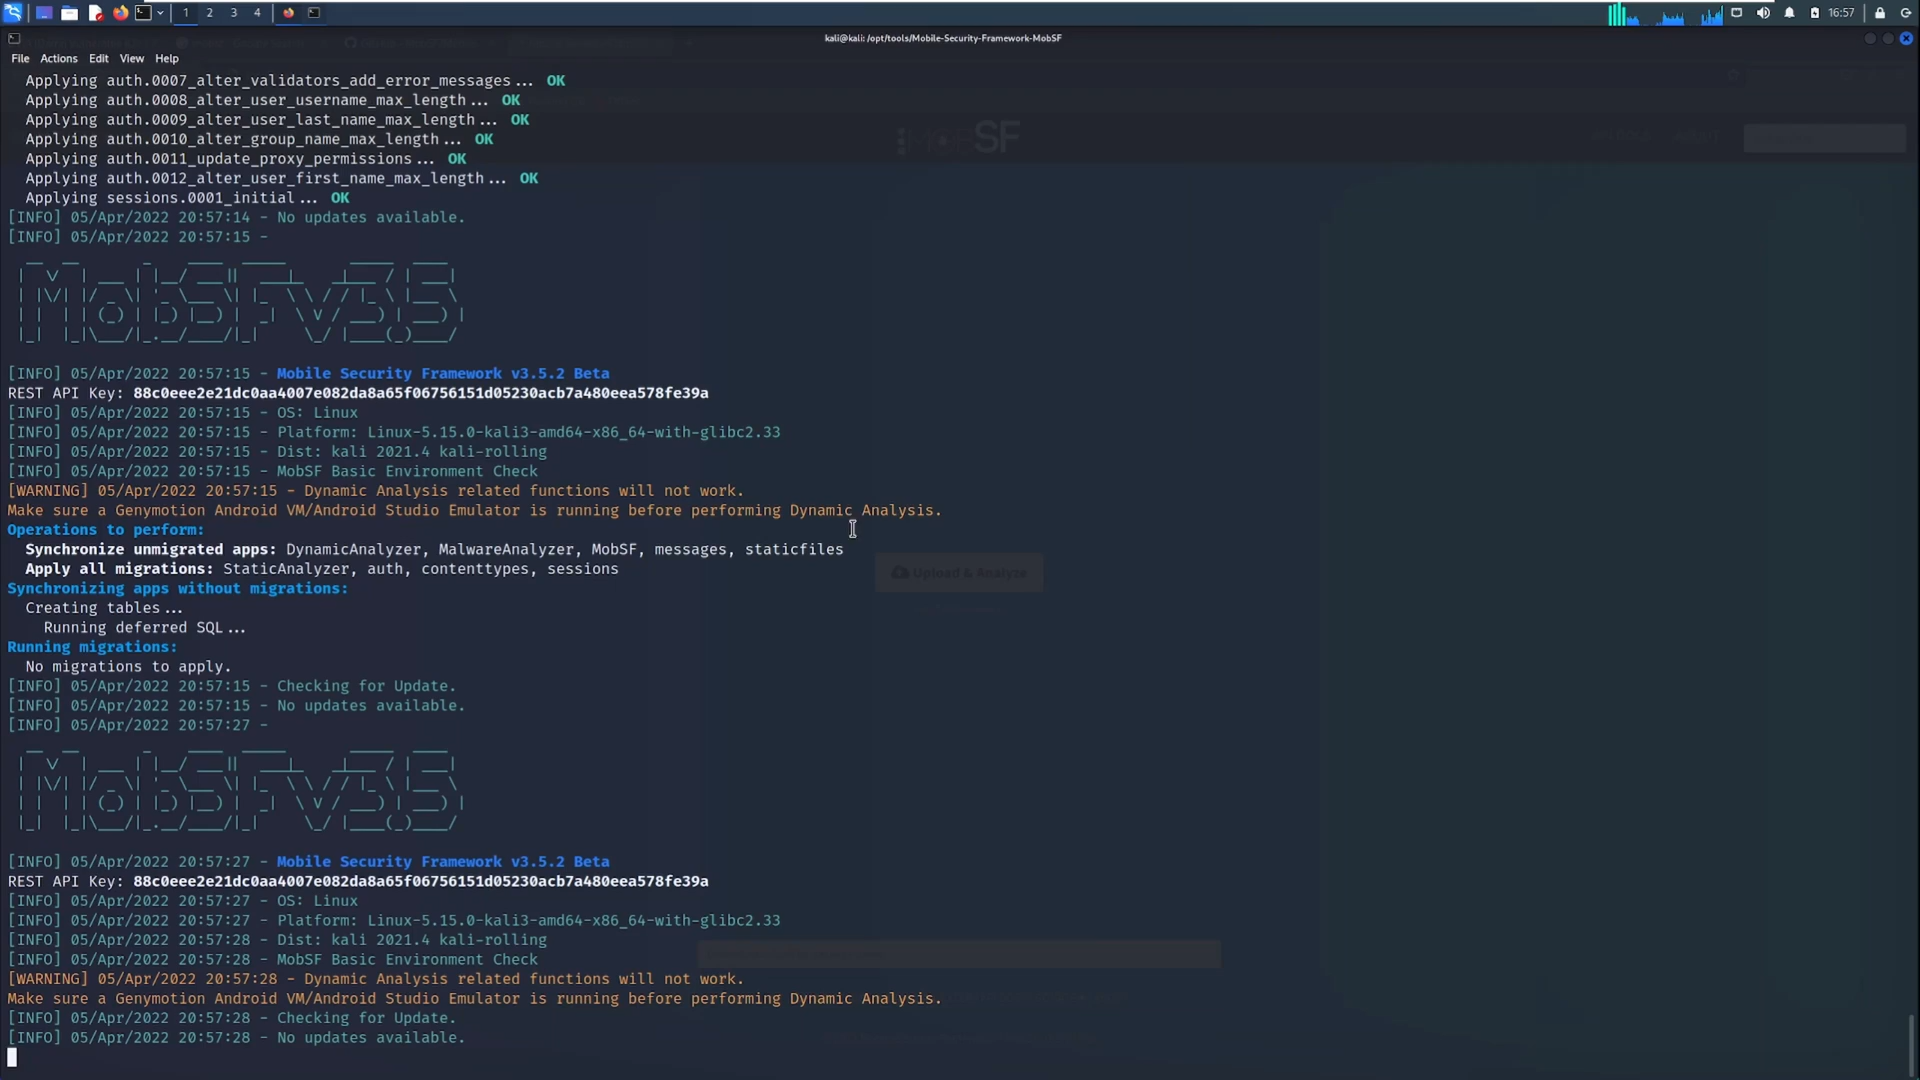 1 2 3 4 16:57
kali@kali: /opt/tools/Mobile-Security-Framework-MobSF
File Actions Edit View Help
Applying auth.0007_alter_validators_add_error_messages... OK
Applying auth.0008_alter_user_username_max_length... OK
Applying auth.0009_alter_user_last_name_max_length... OK
Applying auth.0010_alter_group_name_max_length... OK
Applying auth.0011_update_proxy_permissions... OK
Applying auth.0012_alter_user_first_name_max_length... OK
Applying sessions.0001_initial... OK
[INFO] 05/Apr/2022 20:57:14 - No updates available.
[INFO] 05/Apr/2022 20:57:15 -
MobSF v3.5
[INFO] 05/Apr/2022 20:57:15 - Mobile Security Framework v3.5.2 Beta
REST API Key: 88c0eee2e21dc0aa4007e082da8a65f06756151d05230acb7a480eea578fe39a
[INFO] 05/Apr/2022 20:57:15 - OS: Linux
[INFO] 05/Apr/2022 20:57:15 - Platform: Linux-5.15.0-kali3-amd64-x86_64-with-glibc2.33
[INFO] 05/Apr/2022 20:57:15 - Dist: kali 2021.4 kali-rolling
[INFO] 05/Apr/2022 20:57:15 - MobSF Basic Environment Check
[WARNING] 05/Apr/2022 20:57:15 - Dynamic Analysis related functions will not work.
Make sure a Genymotion Android VM/Android Studio Emulator is running before performing Dynamic Analysis.
Operations to perform:
Synchronize unmigrated apps: DynamicAnalyzer, MalwareAnalyzer, MobSF, messages, staticfiles
Apply all migrations: StaticAnalyzer, auth, contenttypes, sessions
Synchronizing apps without migrations:
Creating tables...
Running deferred SQL...
Running migrations:
No migrations to apply.
[INFO] 05/Apr/2022 20:57:15 - Checking for Update.
[INFO] 05/Apr/2022 20:57:15 - No updates available.
[INFO] 05/Apr/2022 20:57:27 -
MobSF v3.5
[INFO] 05/Apr/2022 20:57:27 - Mobile Security Framework v3.5.2 Beta
REST API Key: 88c0eee2e21dc0aa4007e082da8a65f06756151d05230acb7a480eea578fe39a
[INFO] 05/Apr/2022 20:57:27 - OS: Linux
[INFO] 05/Apr/2022 20:57:27 - Platform: Linux-5.15.0-kali3-amd64-x86_64-with-glibc2.33
[INFO] 05/Apr/2022 20:57:28 - Dist: kali 2021.4 kali-rolling
[INFO] 05/Apr/2022 20:57:28 - MobSF Basic Environment Check
[WARNING] 05/Apr/2022 20:57:28 - Dynamic Analysis related functions will not work.
Make sure a Genymotion Android VM/Android Studio Emulator is running before performing Dynamic Analysis.
[INFO] 05/Apr/2022 20:57:28 - Checking for Update.
[INFO] 05/Apr/2022 20:57:28 - No updates available.
MOBSF
Upload & Analyze